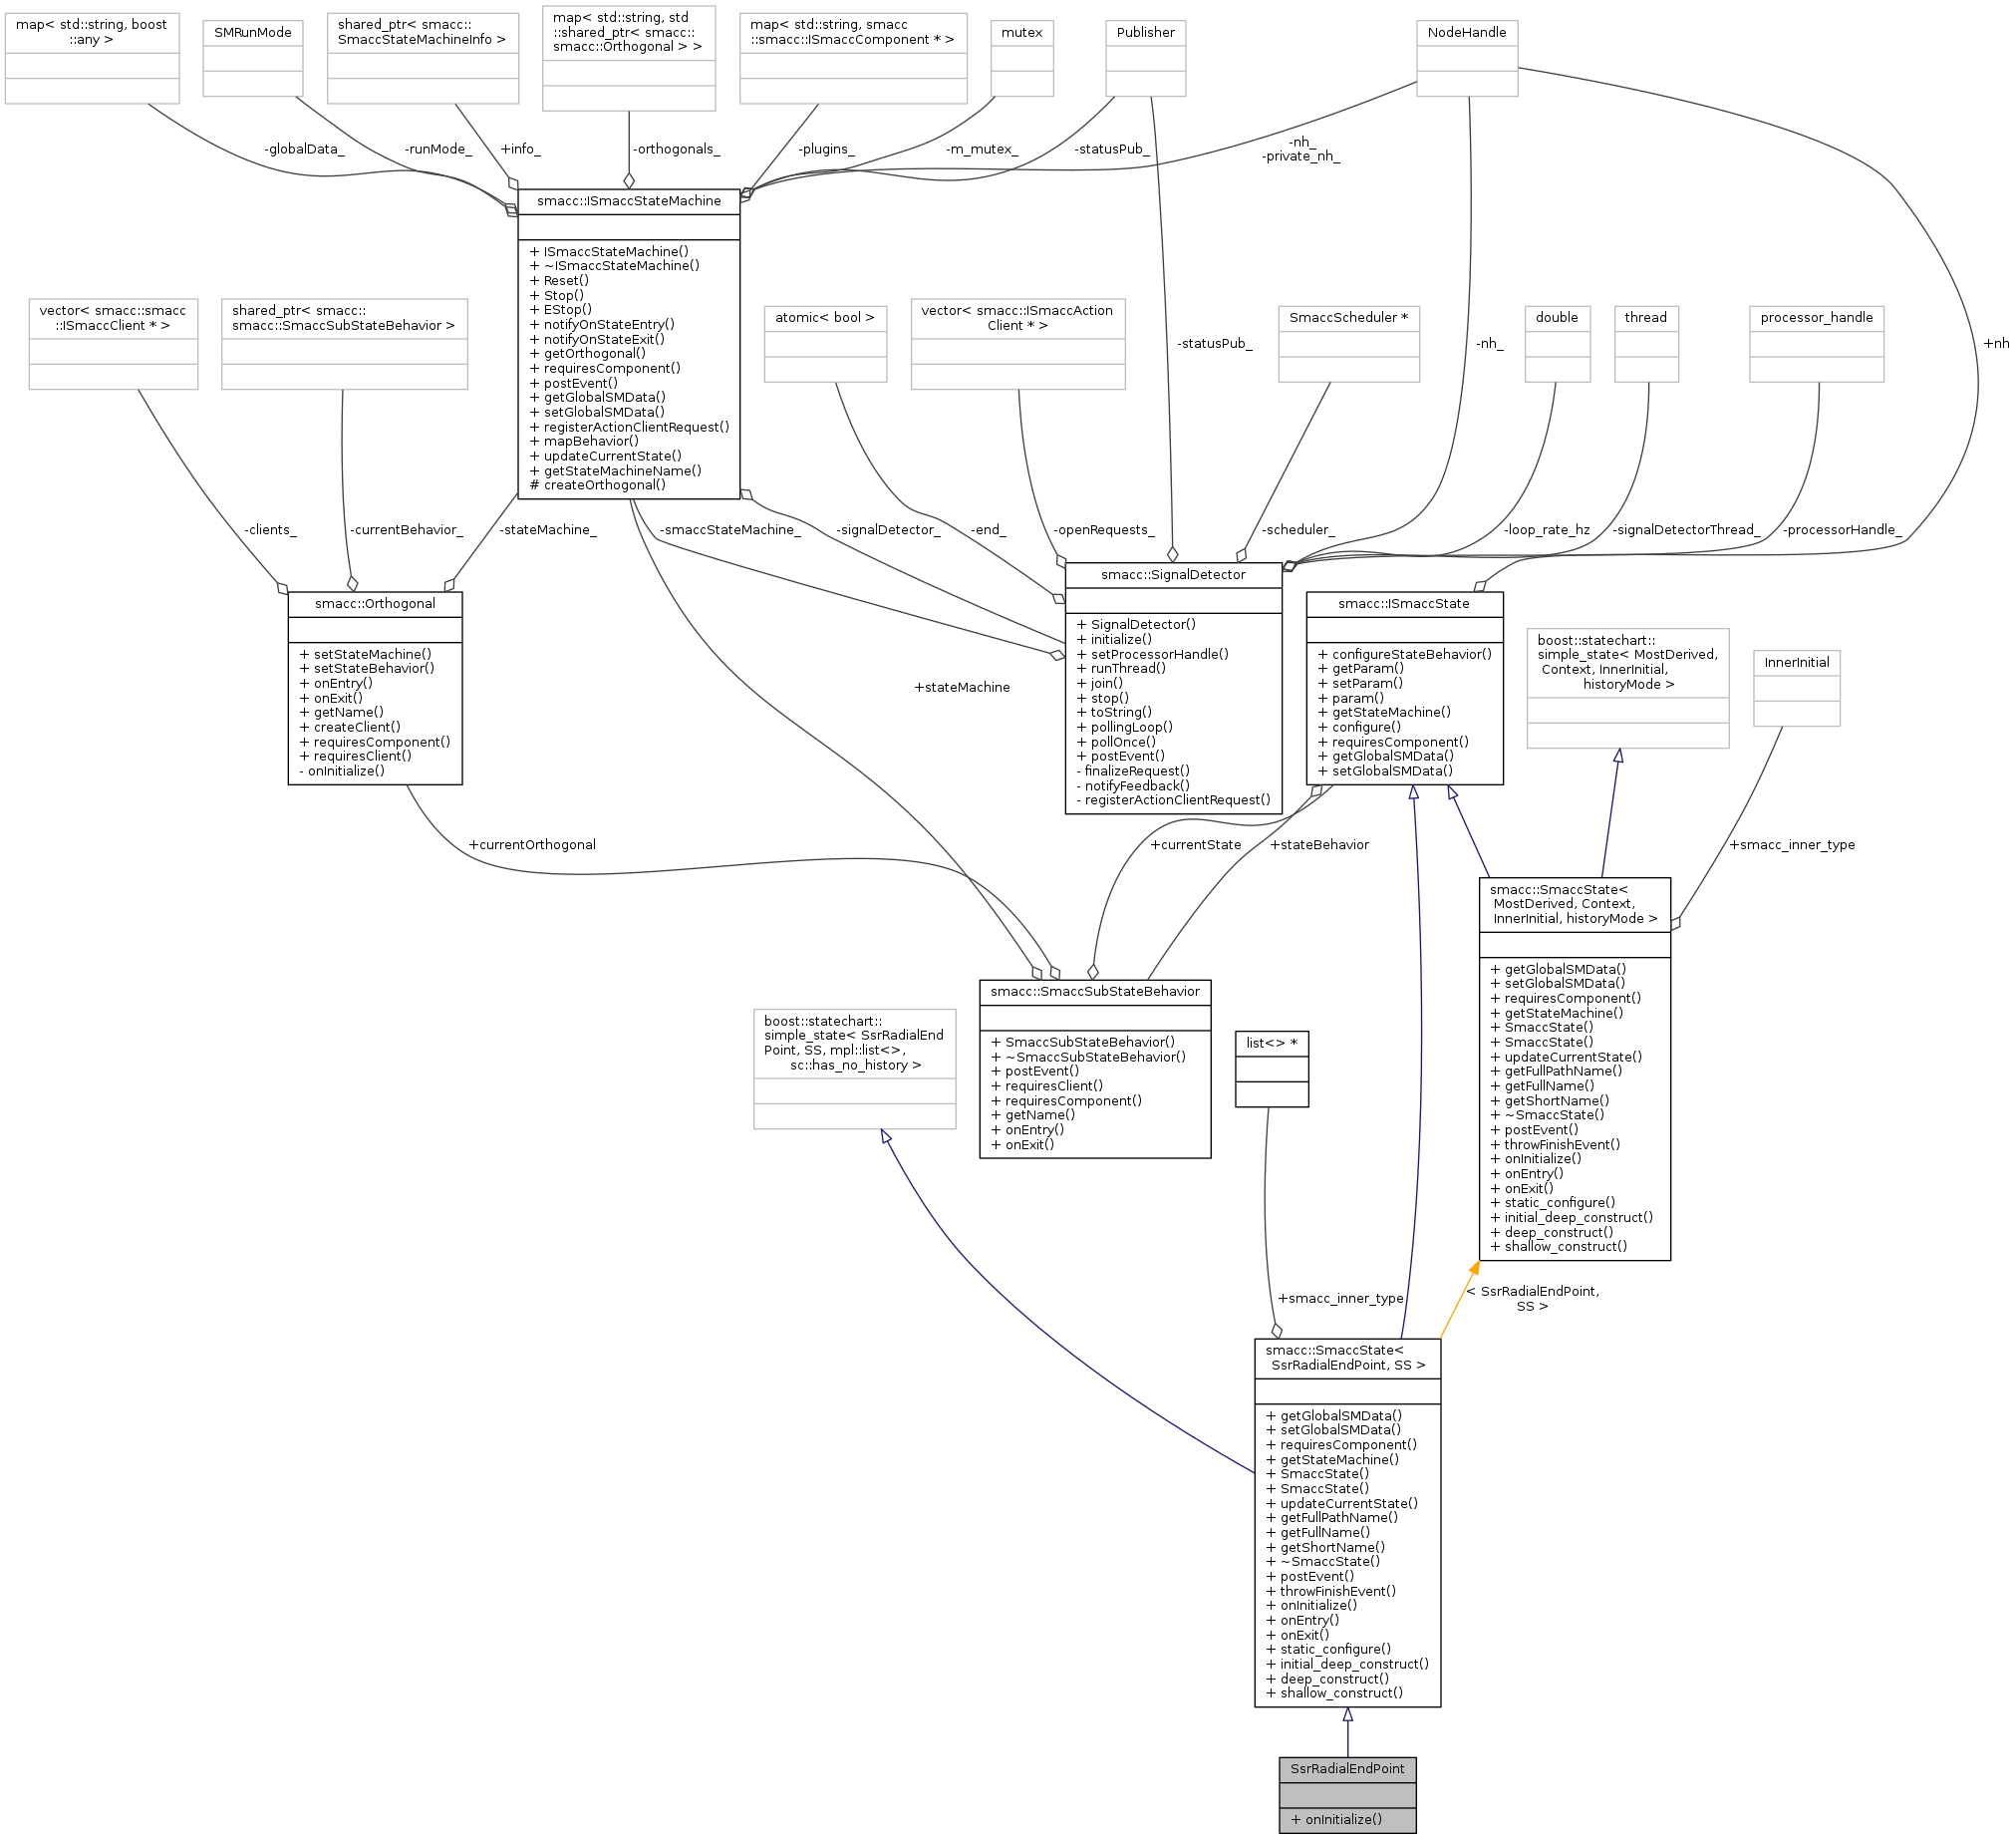 map< std::string, boost
::any >
SMRunMode
shared_ptr< smacc::
SmaccStateMachineInfo >
map< std::string, std
::shared_ptr< smacc::
smacc::Orthogonal > >
map< std::string, smacc
::smacc::ISmaccComponent * >
mutex
Publisher
NodeHandle
-globalData_
-runMode_
+info_
-orthogonals_
-plugins_
-m_mutex_
-statusPub_
-nh_
-private_nh_
smacc::ISmaccStateMachine
+ ISmaccStateMachine()
+ ~ISmaccStateMachine()
+ Reset()
+ Stop()
+ EStop()
+ notifyOnStateEntry()
+ notifyOnStateExit()
+ getOrthogonal()
+ requiresComponent()
+ postEvent()
+ getGlobalSMData()
+ setGlobalSMData()
+ registerActionClientRequest()
+ mapBehavior()
+ updateCurrentState()
+ getStateMachineName()
# createOrthogonal()
vector< smacc::smacc
::ISmaccClient * >
shared_ptr< smacc::
smacc::SmaccSubStateBehavior >
atomic< bool >
vector< smacc::ISmaccAction
Client * >
SmaccScheduler *
double
thread
processor_handle
-statusPub_
-nh_
+nh
-clients_
-currentBehavior_
-stateMachine_
-smaccStateMachine_
-signalDetector_
-end_
-openRequests_
-scheduler_
-loop_rate_hz
-signalDetectorThread_
-processorHandle_
smacc::Orthogonal
+ setStateMachine()
+ setStateBehavior()
+ onEntry()
+ onExit()
+ getName()
+ createClient()
+ requiresComponent()
+ requiresClient()
- onInitialize()
smacc::SignalDetector
+ SignalDetector()
+ initialize()
+ setProcessorHandle()
+ runThread()
+ join()
+ stop()
+ toString()
+ pollingLoop()
+ pollOnce()
+ postEvent()
- finalizeRequest()
- notifyFeedback()
- registerActionClientRequest()
smacc::ISmaccState
+ configureStateBehavior()
+ getParam()
+ setParam()
+ param()
+ getStateMachine()
+ configure()
+ requiresComponent()
+ getGlobalSMData()
+ setGlobalSMData()
boost::statechart::
simple_state< MostDerived,
Context, InnerInitial,
historyMode >
InnerInitial
+stateMachine
+currentOrthogonal
+currentState
+stateBehavior
+smacc_inner_type
smacc::SmaccState<
MostDerived, Context,
InnerInitial, historyMode >
+ getGlobalSMData()
+ setGlobalSMData()
+ requiresComponent()
+ getStateMachine()
+ SmaccState()
+ SmaccState()
+ updateCurrentState()
+ getFullPathName()
+ getFullName()
+ getShortName()
+ ~SmaccState()
+ postEvent()
+ throwFinishEvent()
+ onInitialize()
+ onEntry()
+ onExit()
+ static_configure()
+ initial_deep_construct()
+ deep_construct()
+ shallow_construct()
smacc::SmaccSubStateBehavior
+ SmaccSubStateBehavior()
+ ~SmaccSubStateBehavior()
+ postEvent()
+ requiresClient()
+ requiresComponent()
+ getName()
+ onEntry()
+ onExit()
boost::statechart::
simple_state< SsrRadialEnd
Point, SS, mpl::list<>,
sc::has_no_history >
list<> *
+smacc_inner_type
< SsrRadialEndPoint,
SS >
smacc::SmaccState<
SsrRadialEndPoint, SS >
+ getGlobalSMData()
+ setGlobalSMData()
+ requiresComponent()
+ getStateMachine()
+ SmaccState()
+ SmaccState()
+ updateCurrentState()
+ getFullPathName()
+ getFullName()
+ getShortName()
+ ~SmaccState()
+ postEvent()
+ throwFinishEvent()
+ onInitialize()
+ onEntry()
+ onExit()
+ static_configure()
+ initial_deep_construct()
+ deep_construct()
+ shallow_construct()
SsrRadialEndPoint
+ onInitialize()